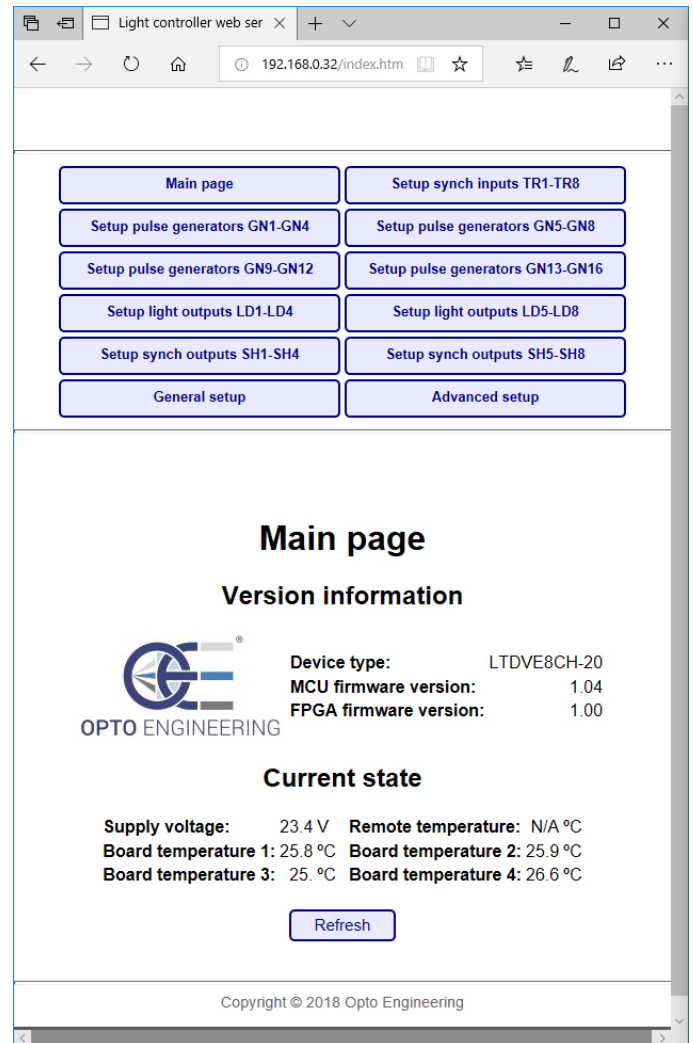 Light controller web ser
192.168.0.32/index.htm
Main page
Setup synch inputs TR1-TR8
Setup pulse generators GN1-GN4
Setup pulse generators GN5-GN8
Setup pulse generators GN9-GN12
Setup pulse generators GN13-GN16
Setup light outputs LD1-LD4
Setup light outputs LD5-LD8
Setup synch outputs SH1-SH4
Setup synch outputs SH5-SH8
General setup
Advanced setup
Main page
Version information
®
OPTO ENGINEERING
Device type: LTDVE8CH-20
MCU firmware version: 1.04
FPGA firmware version: 1.00
Current state
Supply voltage: 23.4 V Remote temperature: N/A ºC
Board temperature 1: 25.8 ºC Board temperature 2: 25.9 ºC
Board temperature 3: 25. ºC Board temperature 4: 26.6 ºC
Refresh
Copyright © 2018 Opto Engineering